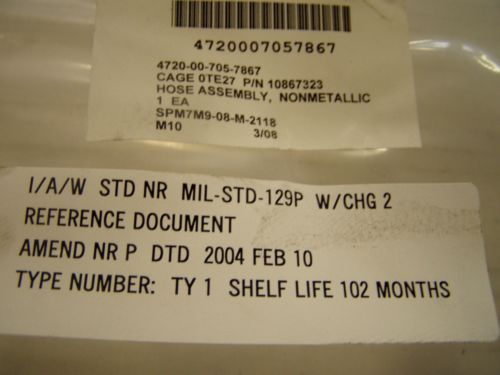 4720007057867
4720-00-705-7867
CAGE 0TE27 P/N 10867323
HOSE ASSEMBLY, NONMETALLIC
1 EA
SPM7M9-08-M-2118
M10 3/08
I/A/W STD NR MIL-STD-129P W/CHG 2
REFERENCE DOCUMENT
AMEND NR P DTD 2004 FEB 10
TYPE NUMBER: TY 1 SHELF LIFE 102 MONTHS